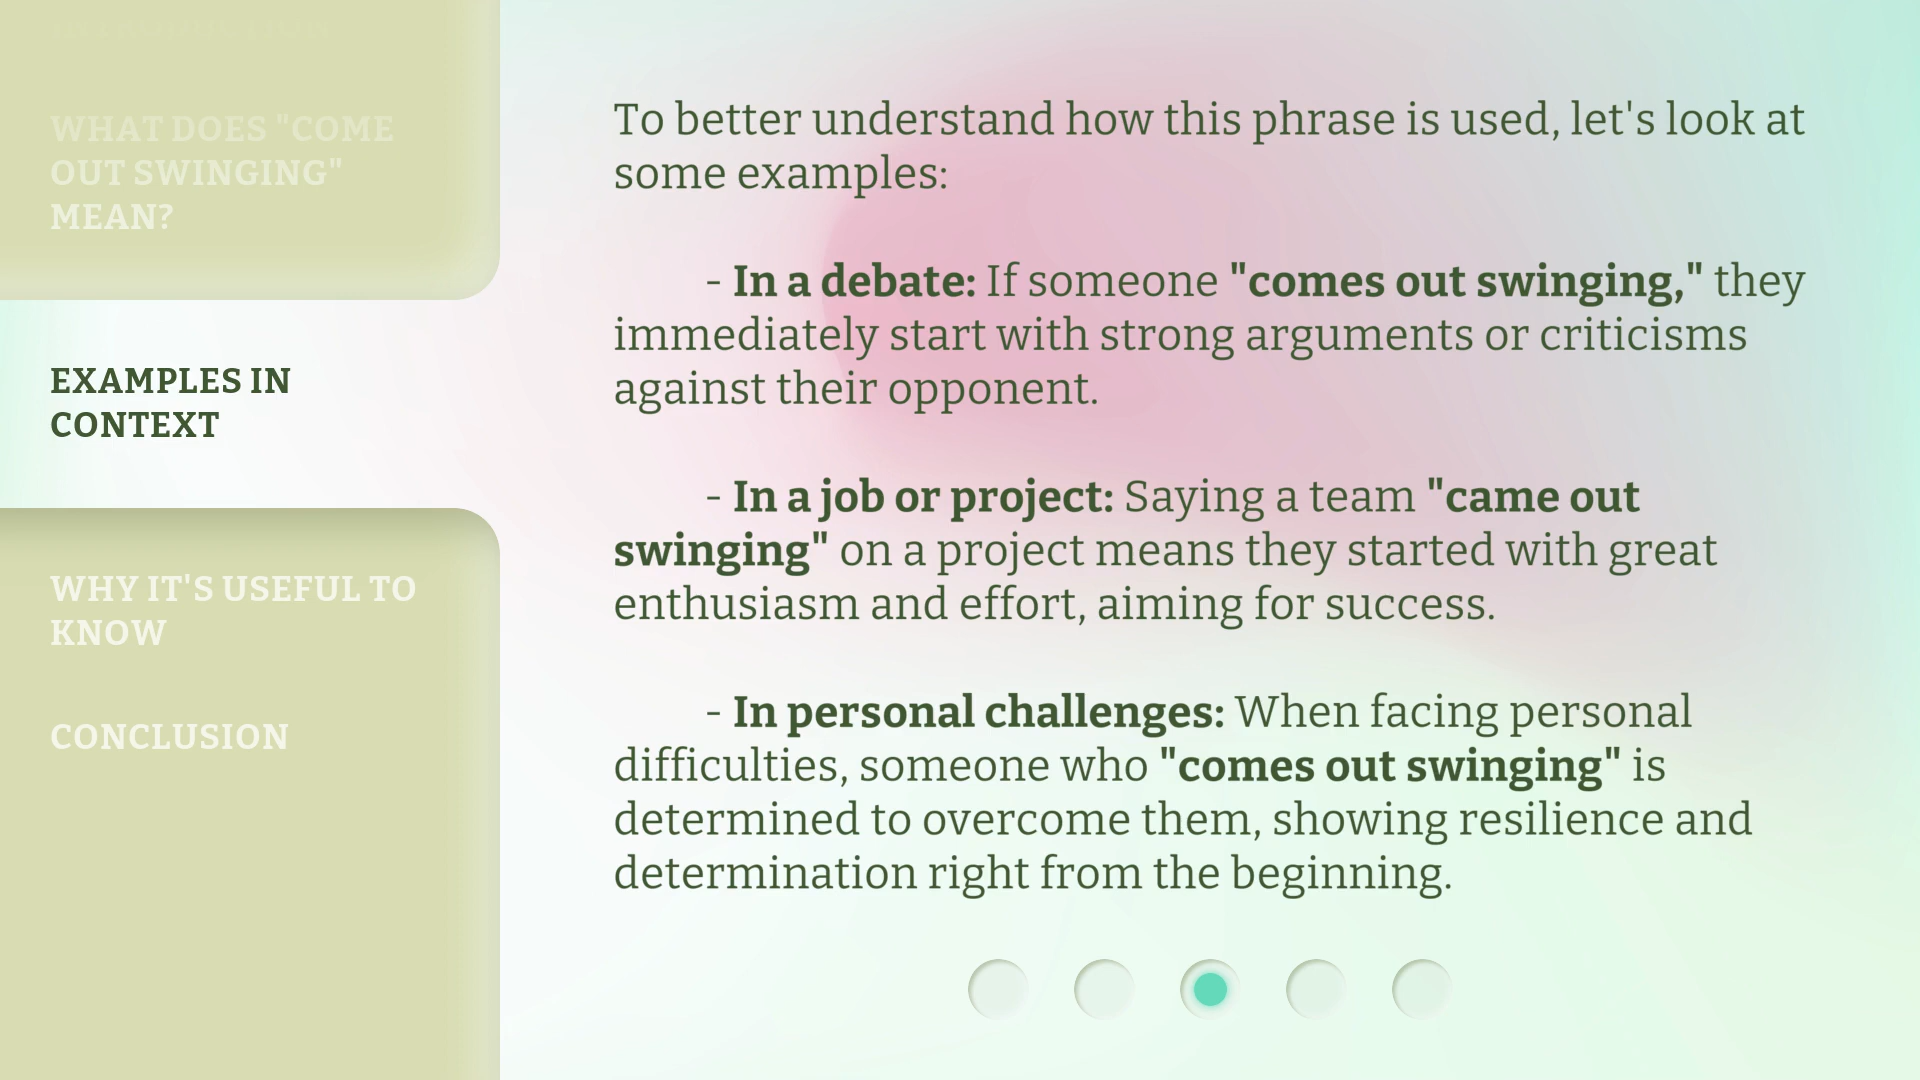 WHAT DOES "COME
OUT SWINGING"
MEAN?
EXAMPLES IN
CONTEXT
WHY IT'S USEFUL TO
KNOW
CONCLUSION
To better understand how this phrase is used, let's look at
some examples:
- In a debate: If someone "comes out swinging," they
immediately start with strong arguments or criticisms
against their opponent.
- In a job or project: Saying a team "came out
swinging" on a project means they started with great
enthusiasm and effort, aiming for success.
- In personal challenges: When facing personal
difficulties, someone who "comes out swinging" is
determined to overcome them, showing resilience and
determination right from the beginning.